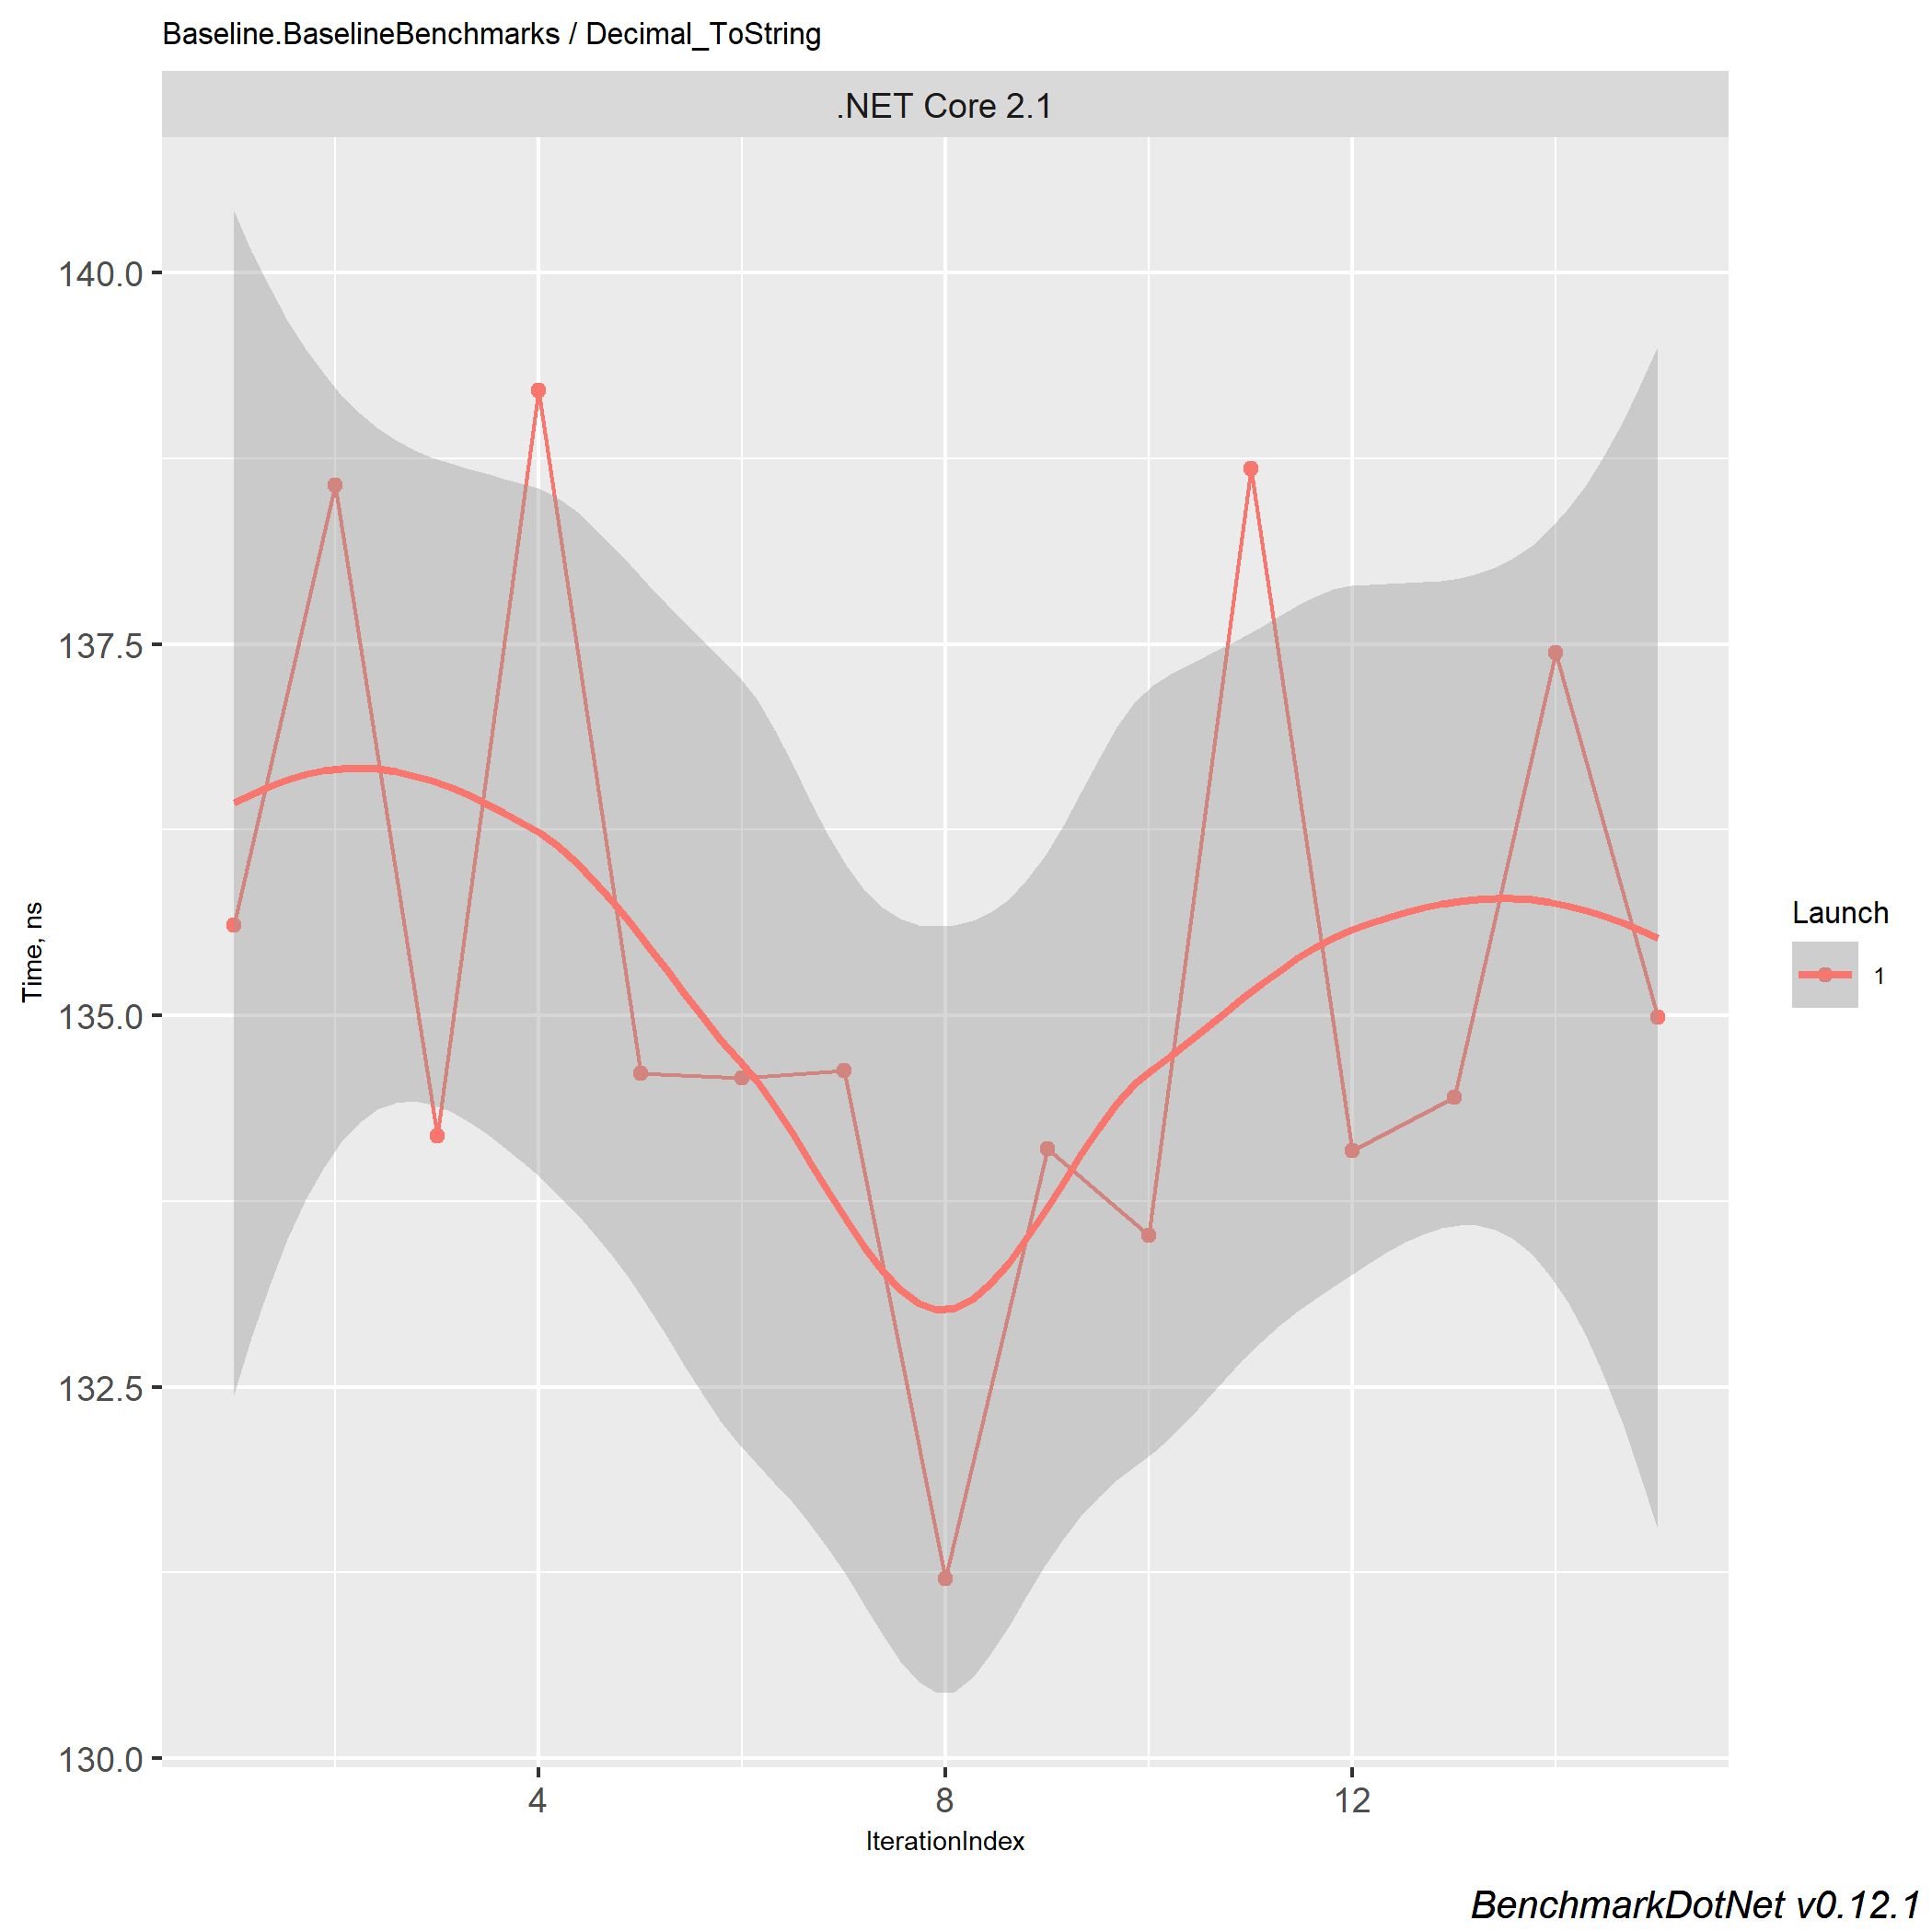 Baseline.BaselineBenchmarks / Decimal_ToString
.NET Core 2.1
140.0
137.5
135.0
132.5
130.0
Time, ns
4
8
12
IterationIndex
Launch
1
BenchmarkDotNet v0.12.1